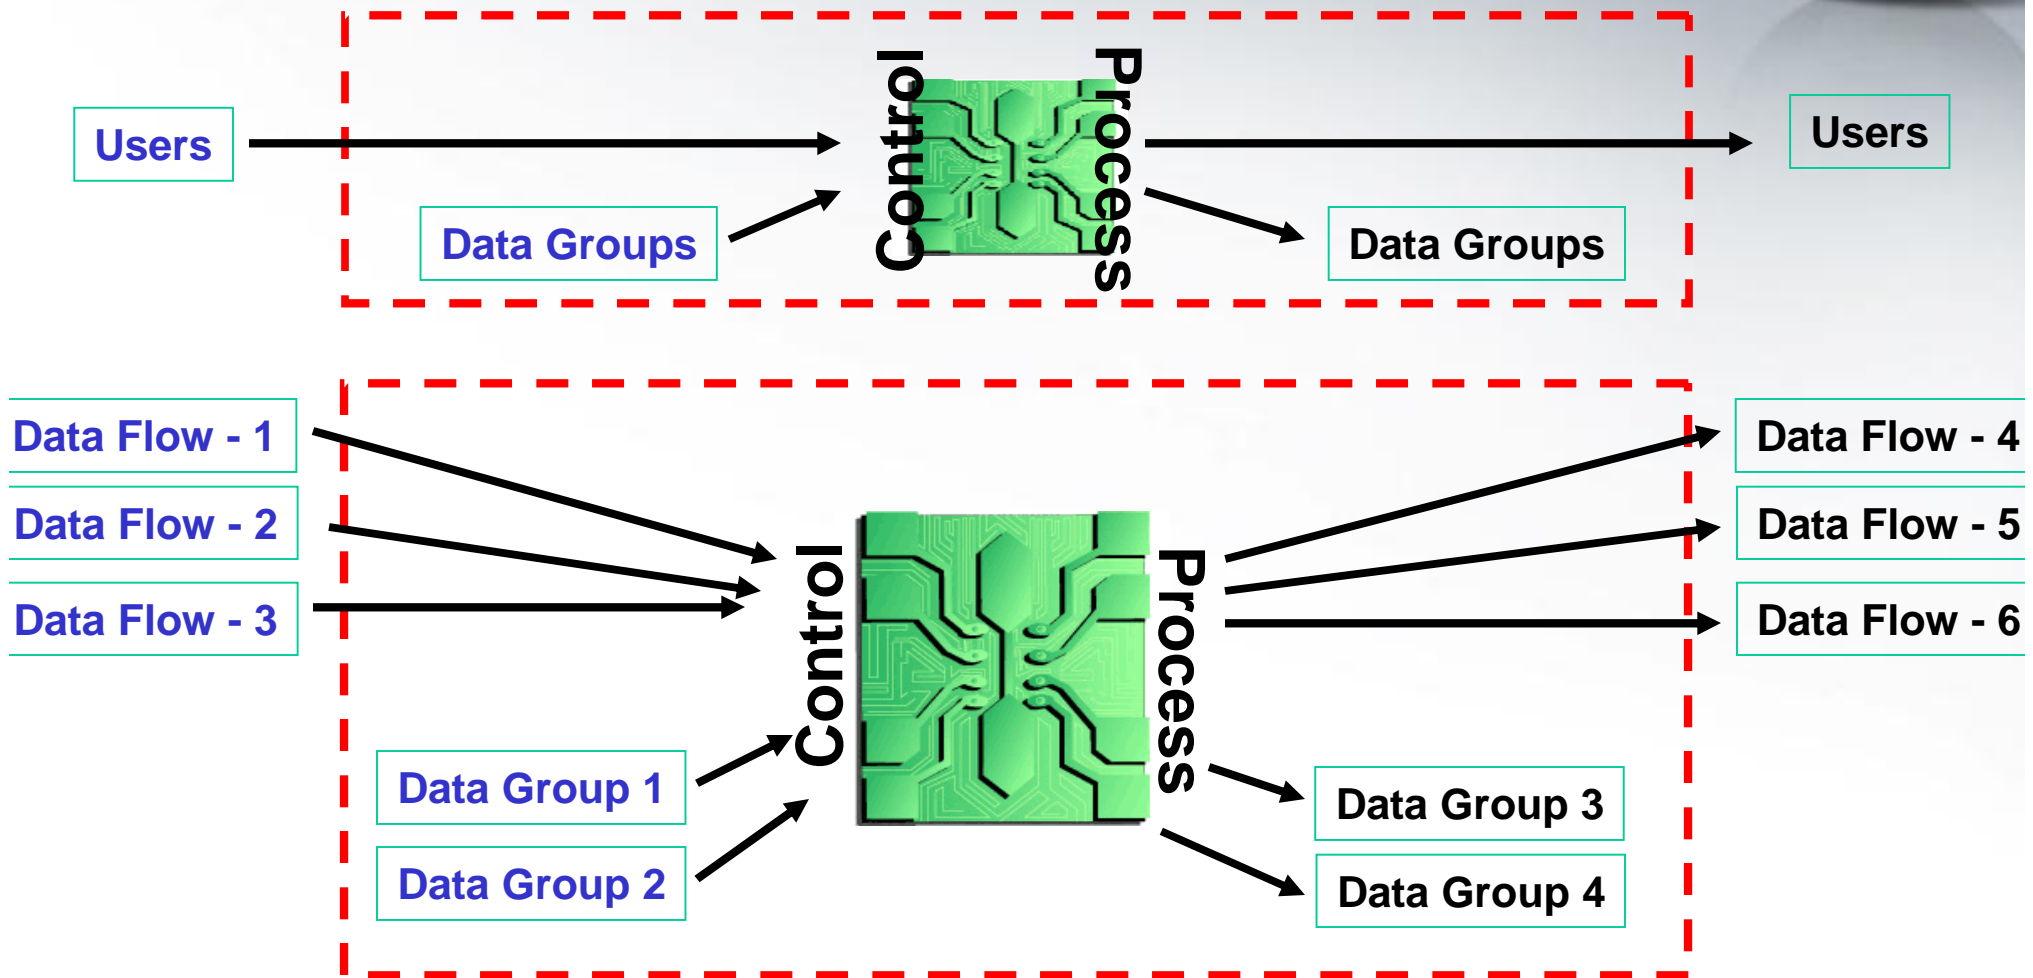 Control
Process
Users
Users
Data Groups
Data Groups
Data Flow - 1
Data Flow - 4
Data Flow - 2
Data Flow - 5
Data Flow - 3
Data Flow - 6
Control
Process
Data Group 1
Data Group 3
Data Group 2
Data Group 4